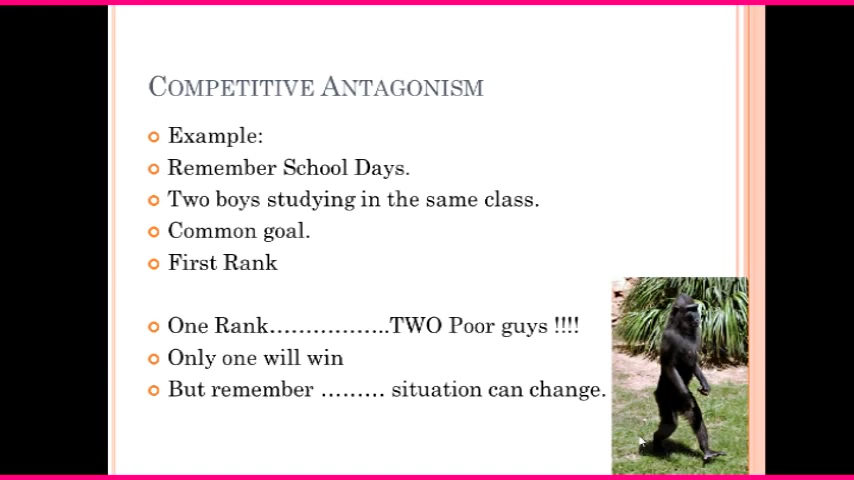 COMPETITIVE ANTAGONISM
Example:
Remember School Days.
Two boys studying in the same class.
Common goal.
First Rank
One Rank……………..TWO Poor guys !!!!
Only one will win
But remember ……… situation can change.